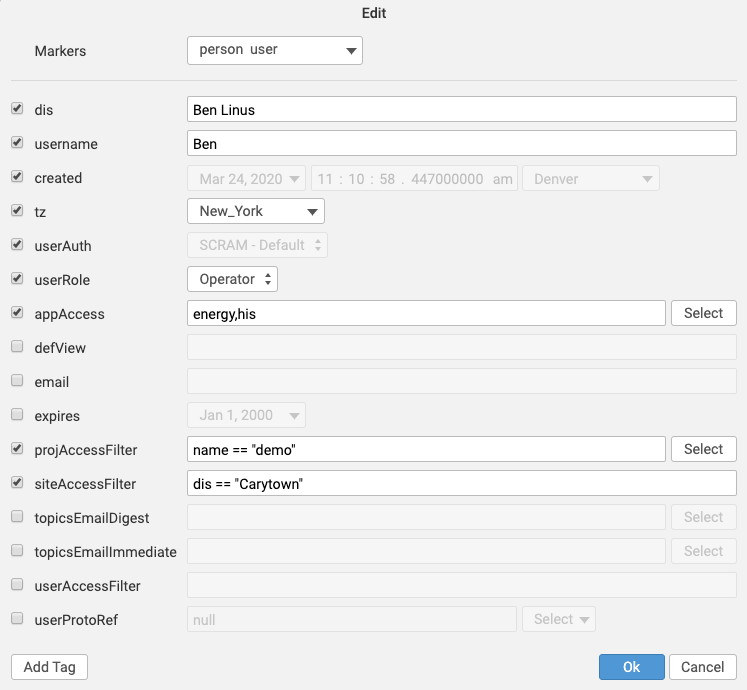 Edit
Markers person user
dis Ben Linus
username Ben
created Mar 24, 2020 11 : 10 : 58 . 447000000 am Denver
tz New_York
userAuth SCRAM - Default
userRole Operator
appAccess energy,his Select
defView
email
expires Jan 1, 2000
projAccessFilter name == "demo" Select
siteAccessFilter dis == "Carytown"
topicsEmailDigest Select
topicsEmailImmediate Select
userAccessFilter
userProtoRef null Select
Add Tag Ok Cancel